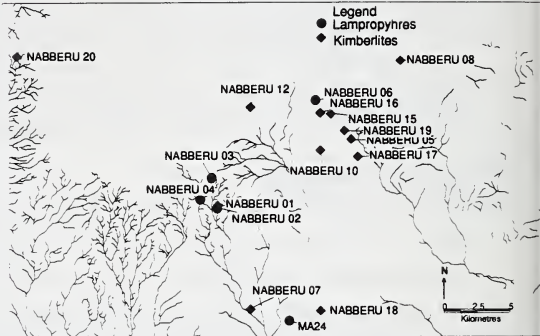 Legend
Lampropyhres
Kimberlites
NABBERU 20
NABBERU 08
NABBERU 12
NABBERU 06
NABBERU 16
NABBERU 15
NABBERU 19
NABBERU 05
NABBERU 17
NABBERU 03
NABBERU 10
NABBERU 04
NABBERU 01
NABBERU 02
NABBERU 07
NABBERU 18
MA24
N
0 2.5 5
Kilometres